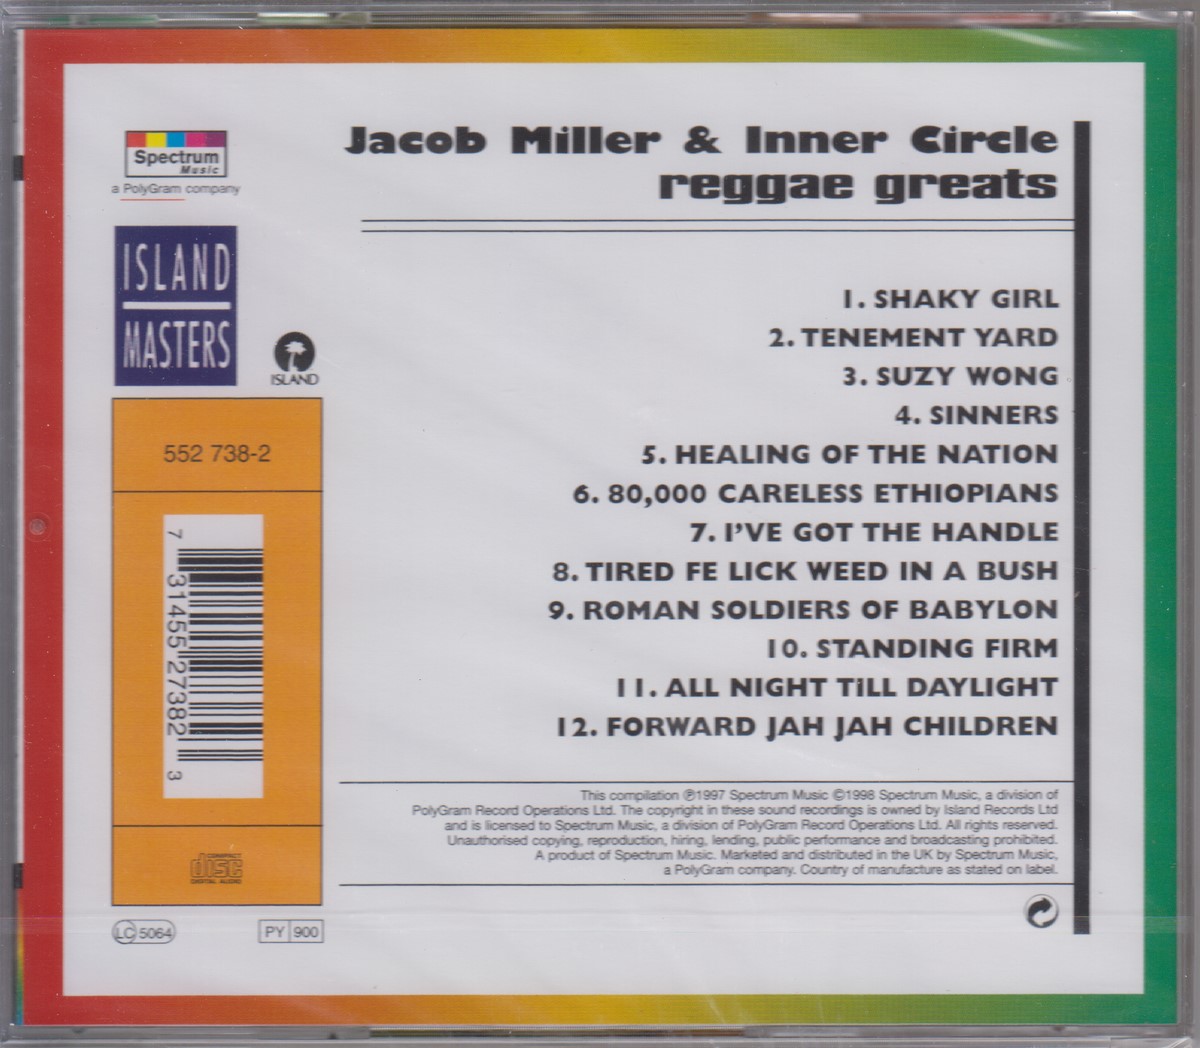 Jacob Miller & Inner Circle
reggae greats
Spectrum
Music
a PolyGram company
ISLAND
MASTERS
ISLAND
552 738-2
7 31455 27382 3
COMPACT
disc
DIGITAL AUDIO
LC 5064
PY 900
1. SHAKY GIRL
2. TENEMENT YARD
3. SUZY WONG
4. SINNERS
5. HEALING OF THE NATION
6. 80,000 CARELESS ETHIOPIANS
7. I'VE GOT THE HANDLE
8. TIRED FE LICK WEED IN A BUSH
9. ROMAN SOLDIERS OF BABYLON
10. STANDING FIRM
11. ALL NIGHT TiLL DAYLIGHT
12. FORWARD JAH JAH CHILDREN
This compilation ℗1997 Spectrum Music ©1998 Spectrum Music, a division of
PolyGram Record Operations Ltd. The copyright in these sound recordings is owned by Island Records Ltd
and is licensed to Spectrum Music, a division of PolyGram Record Operations Ltd. All rights reserved.
Unauthorised copying, reproduction, hiring, lending, public performance and broadcasting prohibited.
A product of Spectrum Music. Marketed and distributed in the UK by Spectrum Music,
a PolyGram company. Country of manufacture as stated on label.